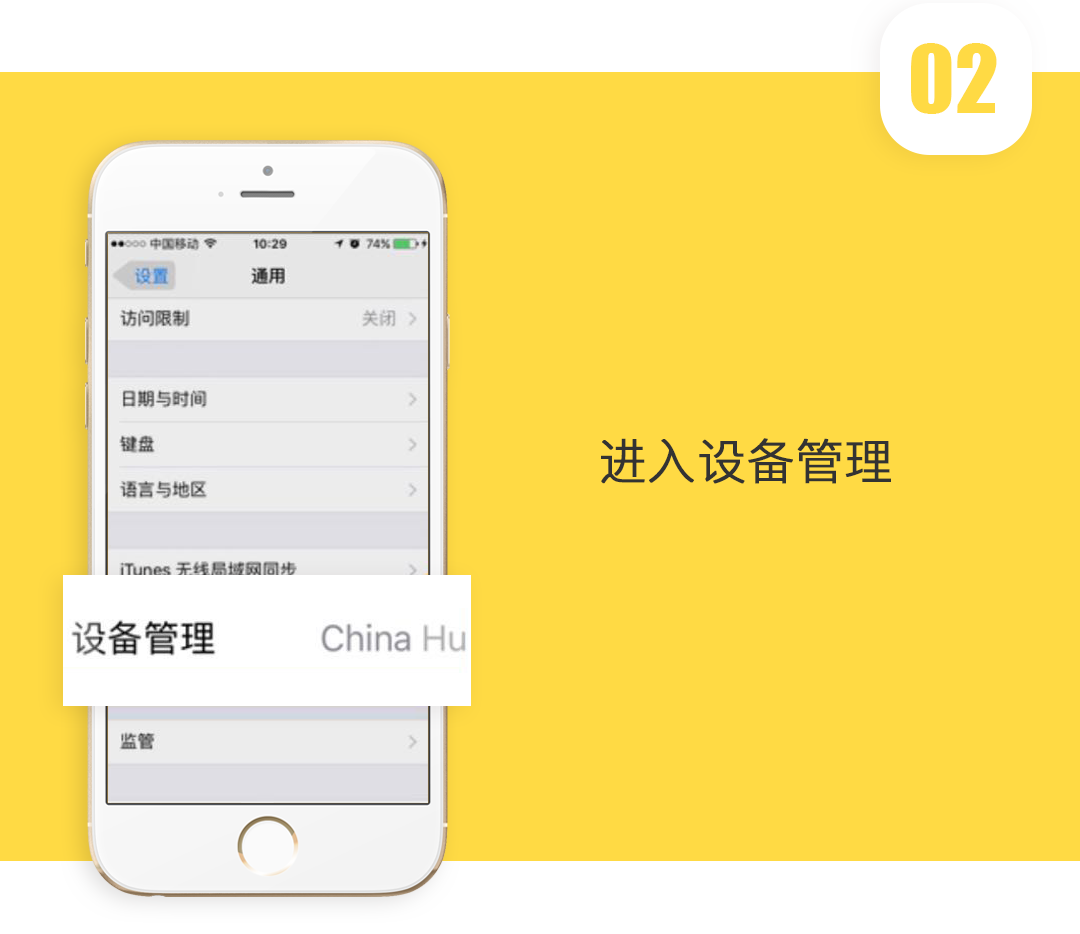 02
中国移动 10:29 74%
设置 通用
访问限制 关闭
日期与时间
键盘
语言与地区
iTunes 无线局域网同步
设备管理 China Hu
监管
进入设备管理